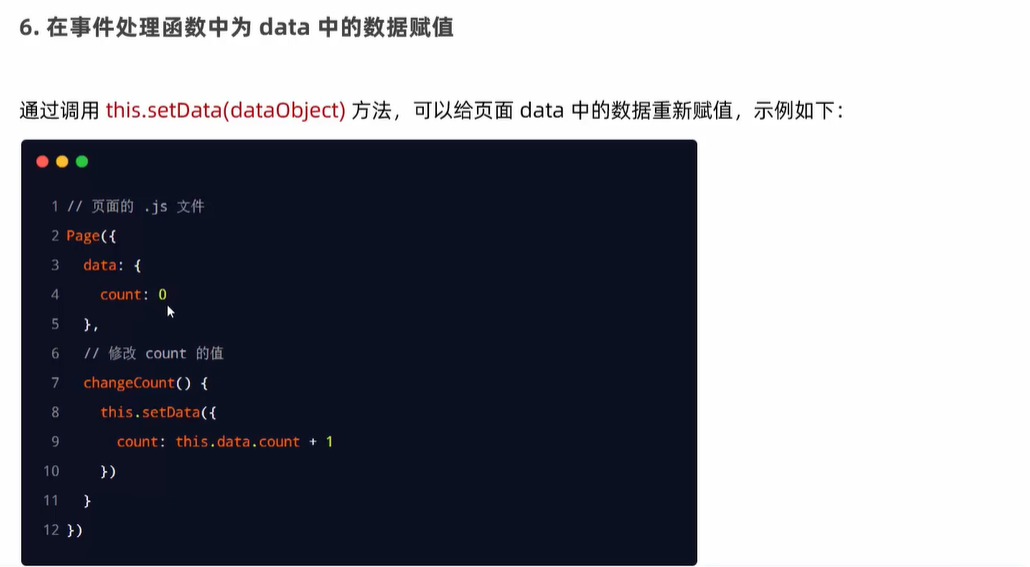 6. 在事件处理函数中为 data 中的数据赋值
通过调用 this.setData(dataObject) 方法，可以给页面 data 中的数据重新赋值，示例如下：
1 // 页面的 .js 文件
2 Page({
3   data: {
4     count: 0
5   },
6   // 修改 count 的值
7   changeCount() {
8     this.setData({
9       count: this.data.count + 1
10     })
11   }
12 })